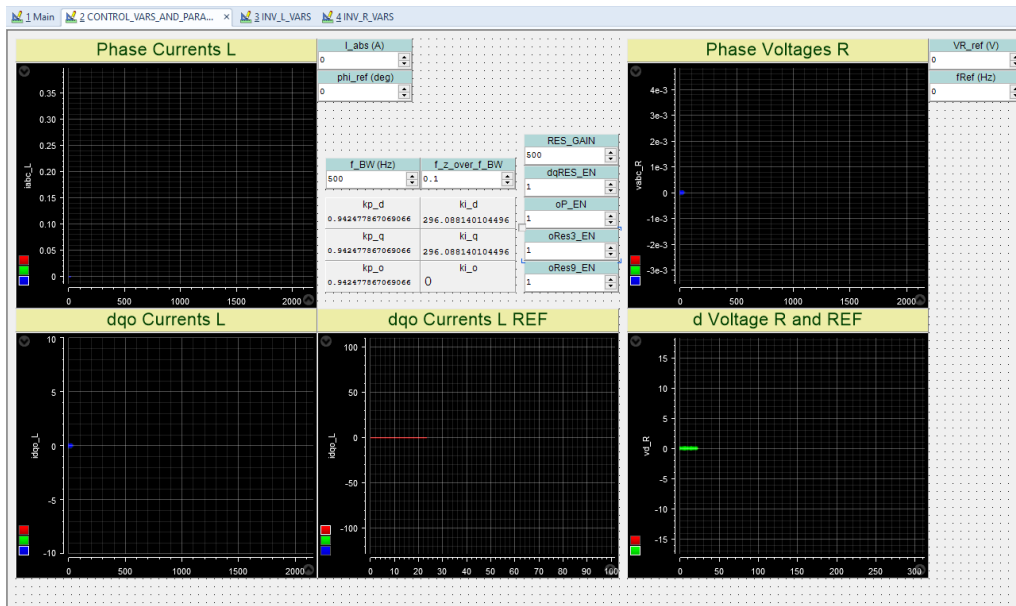 1 Main
2 CONTROL_VARS_AND_PARA... ×
3 INV_L_VARS
4 INV_R_VARS
Phase Currents L
iabc_L
0.35
0.30
0.25
0.20
0.15
0.10
0.05
0
0 500 1000 1500 2000
I_abs (A)
0
phi_ref (deg)
0
f_BW (Hz) f_z_over_f_BW
500 0.1
kp_d ki_d
0.942477867069066 296.088140104496
kp_q ki_q
0.942477867069066 296.088140104496
kp_o ki_o
0.942477867069066 0
RES_GAIN
500
dqRES_EN
1
oP_EN
1
oRes3_EN
1
oRes9_EN
1
Phase Voltages R
vabc_R
4e-3
3e-3
2e-3
1e-3
0
-1e-3
-2e-3
-3e-3
0 500 1000 1500 2000
VR_ref (V)
0
fRef (Hz)
0
dqo Currents L
idqo_L
10
5
0
-5
-10
0 500 1000 1500 2000
dqo Currents L REF
idqo_L
100
50
0
-50
-100
0 10 20 30 40 50 60 70 80 90 100
d Voltage R and REF
vd_R
15
10
5
0
-5
-10
-15
0 50 100 150 200 250 300